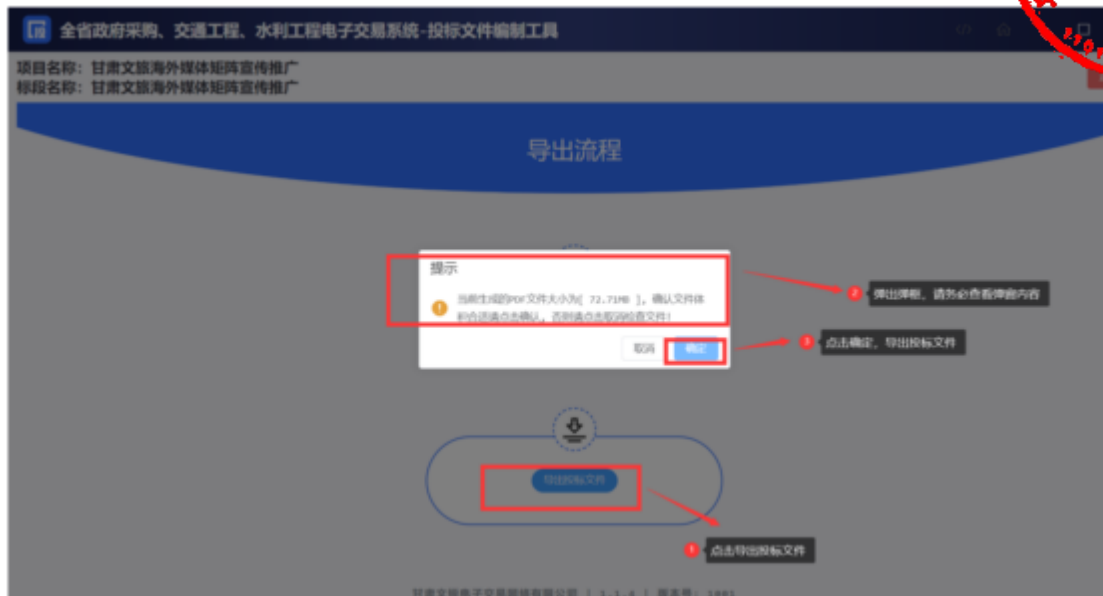 全省政府采购、交通工程、水利工程电子交易系统-投标文件编制工具
项目名称：甘肃文旅海外媒体矩阵宣传推广
标段名称：甘肃文旅海外媒体矩阵宣传推广
导出流程
提示
当前生成的PDF文件大小为[ 72.71MB ]，确认文件体
积合适请点击确认，否则请点击取消检查文件！
取消 确定
2 弹出弹框，请务必查看弹窗内容
3 点击确定，导出投标文件
导出投标文件
1 点击导出投标文件